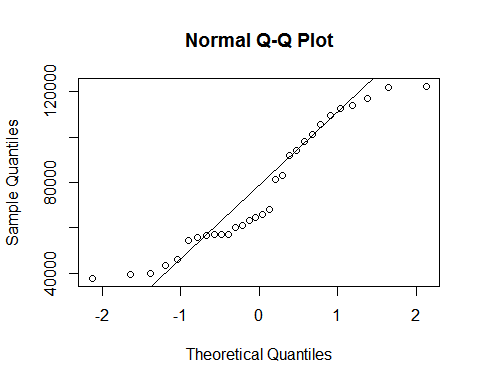 Normal Q-Q Plot
120000
80000
40000
Sample Quantiles
-2 -1 0 1 2
Theoretical Quantiles